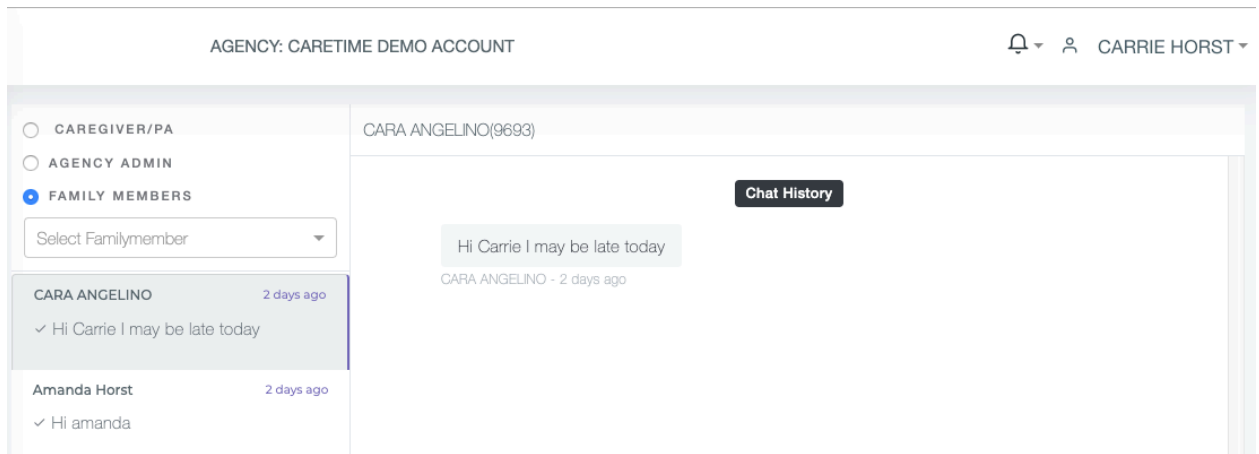 AGENCY: CARETIME DEMO ACCOUNT
CARRIE HORST
CAREGIVER/PA
AGENCY ADMIN
FAMILY MEMBERS
Select Familymember
CARA ANGELINO 2 days ago
Hi Carrie I may be late today
Amanda Horst 2 days ago
Hi amanda
CARA ANGELINO(9693)
Chat History
Hi Carrie I may be late today
CARA ANGELINO - 2 days ago